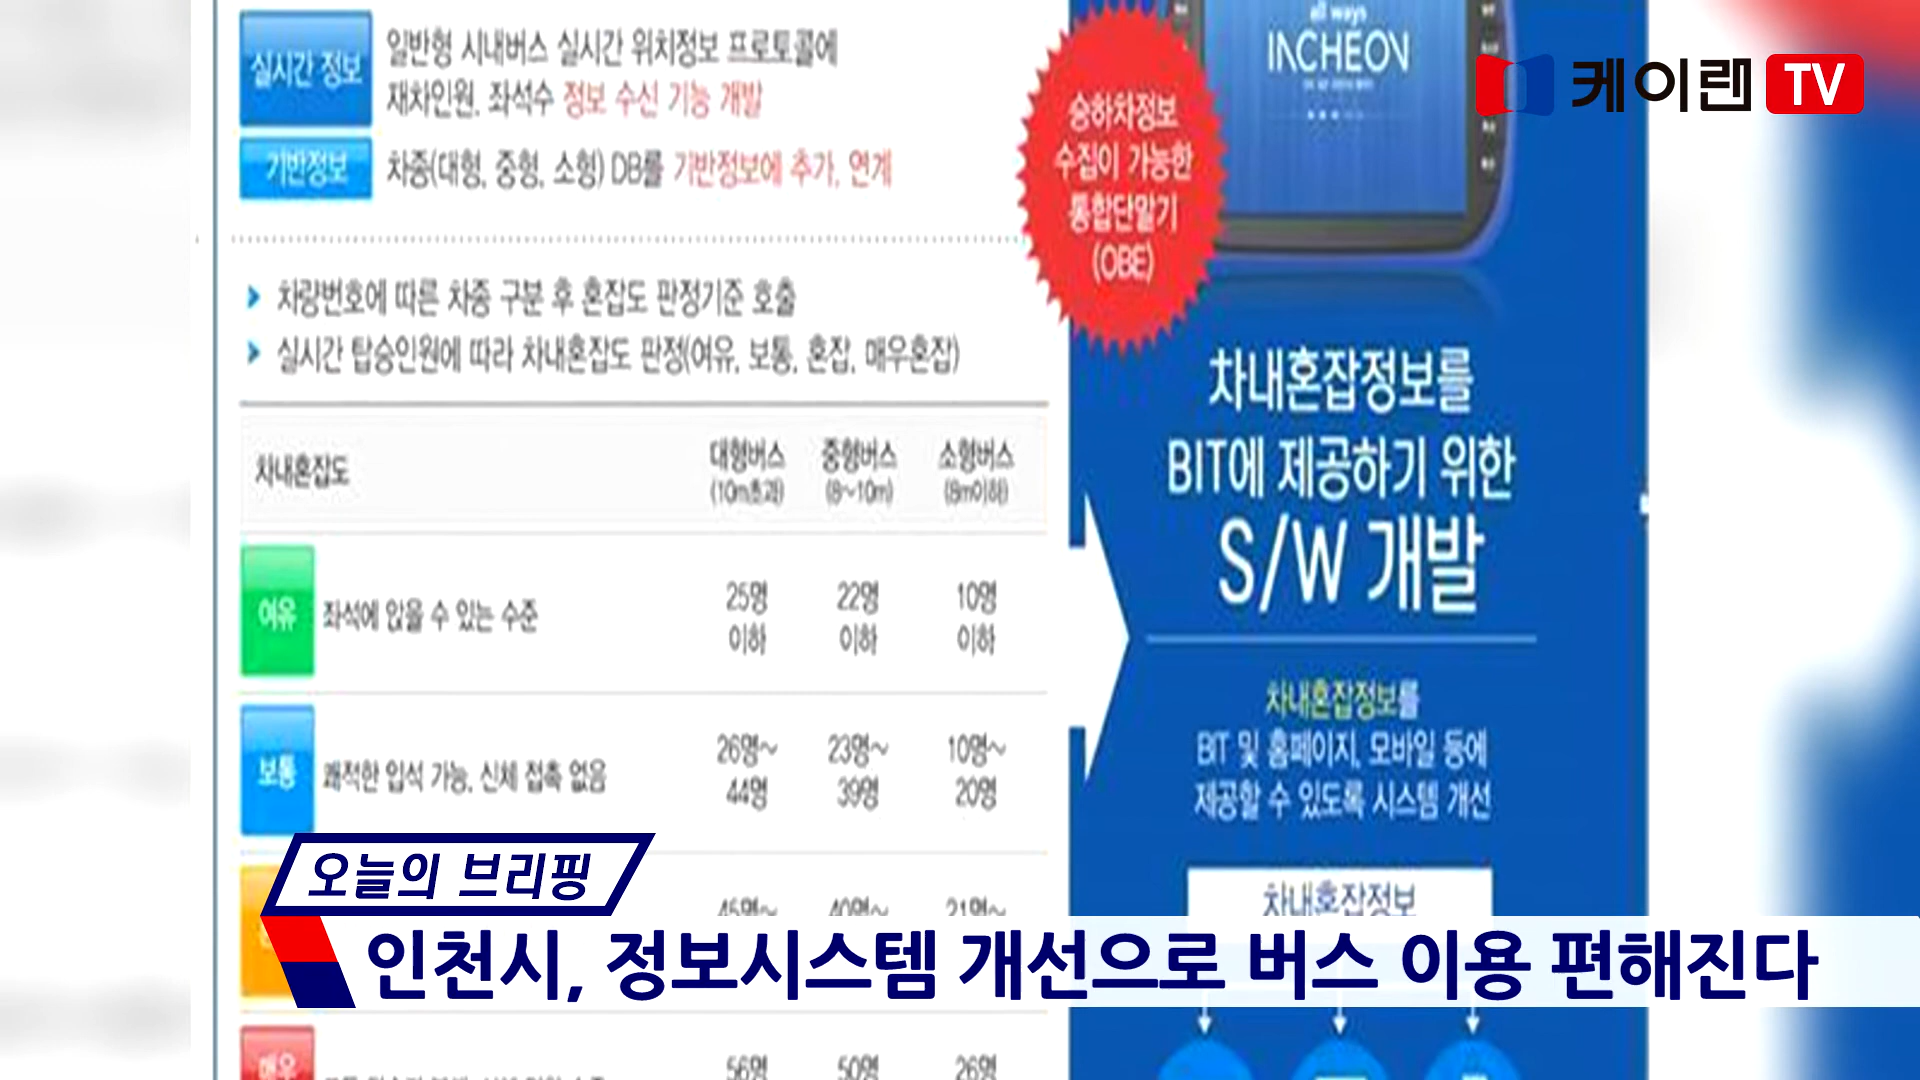 실시간 정보
일반형 시내버스 실시간 위치정보 프로토콜에
재차인원, 좌석수 정보 수신 기능 개발
기반정보
차종(대형, 중형, 소형) DB를 기반정보에 추가, 연계
차량번호에 따른 차종 구분 후 혼잡도 판정기준 호출
실시간 탑승인원에 따라 차내혼잡도 판정(여유, 보통, 혼잡, 매우혼잡)
차내혼잡도
대형버스 중형버스 소형버스
(10m초과) (8~10m) (8m이하)
여유 좌석에 앉을 수 있는 수준
25명 22명 10명
이하 이하 이하
보통 쾌적한 입석 가능, 신체 접촉 없음
26명~ 23명~ 10명~
44명 39명 20명
45명~ 40명~ 21명~
매우
56명 50명 26명
all ways
INCHEON
승하차정보
수집이 가능한
통합단말기
(OBE)
차내혼잡정보를
BIT에 제공하기 위한
S/W 개발
차내혼잡정보를
BIT 및 홈페이지, 모바일 등에
제공할 수 있도록 시스템 개선
차내혼잡정보
케이랜 TV
오늘의 브리핑
인천시, 정보시스템 개선으로 버스 이용 편해진다